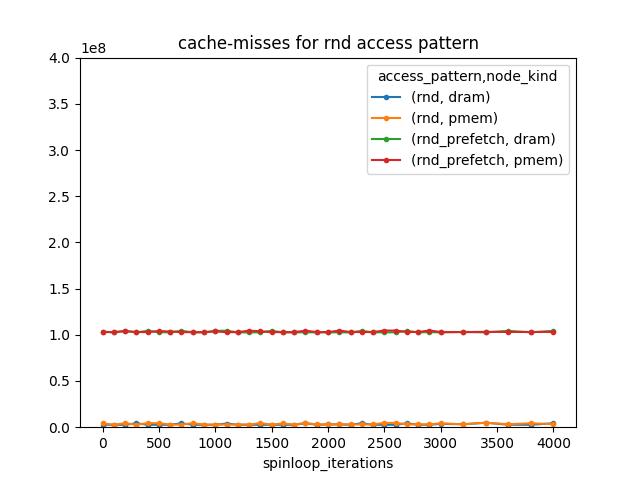 cache-misses for rnd access pattern
1e8
4.0
3.5
3.0
2.5
2.0
1.5
1.0
0.5
0.0
access_pattern,node_kind
(rnd, dram)
(rnd, pmem)
(rnd_prefetch, dram)
(rnd_prefetch, pmem)
0 500 1000 1500 2000 2500 3000 3500 4000
spinloop_iterations